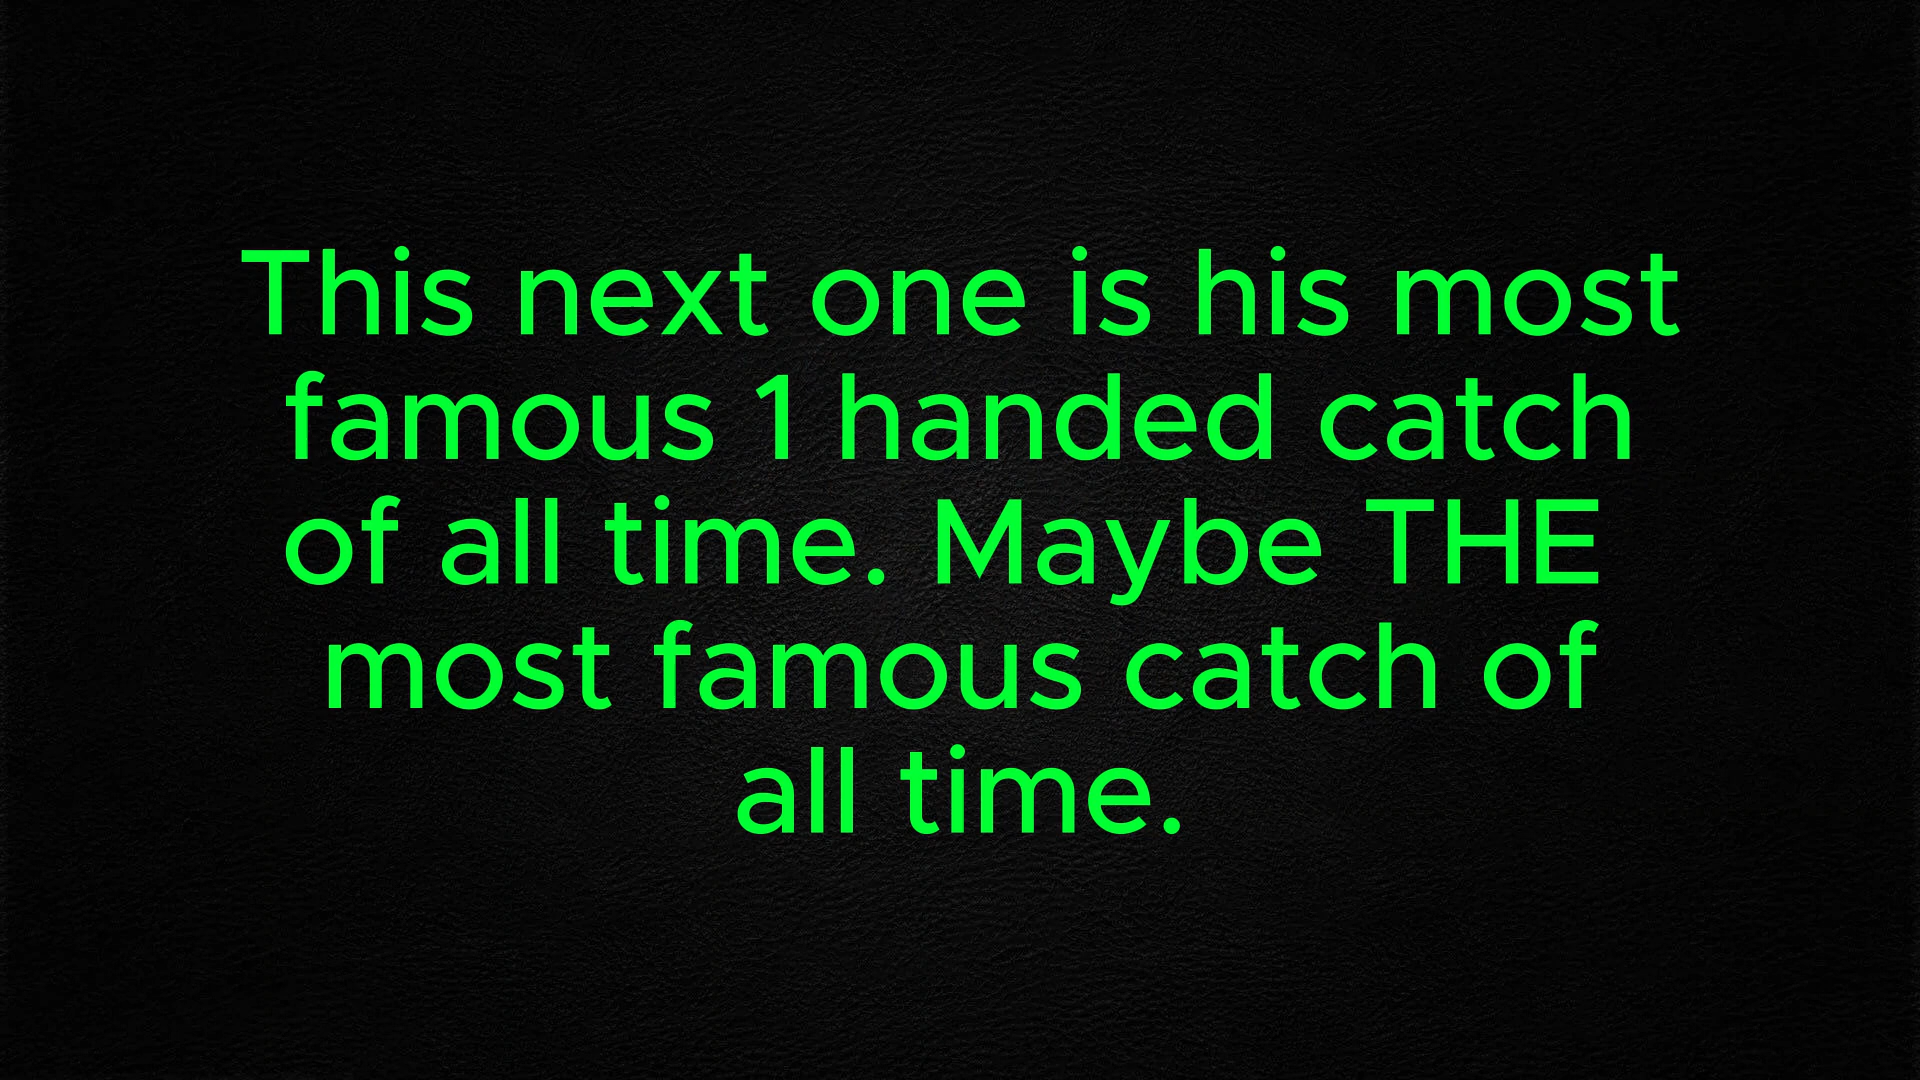 This next one is his most
famous 1 handed catch
of all time. Maybe THE
most famous catch of
all time.